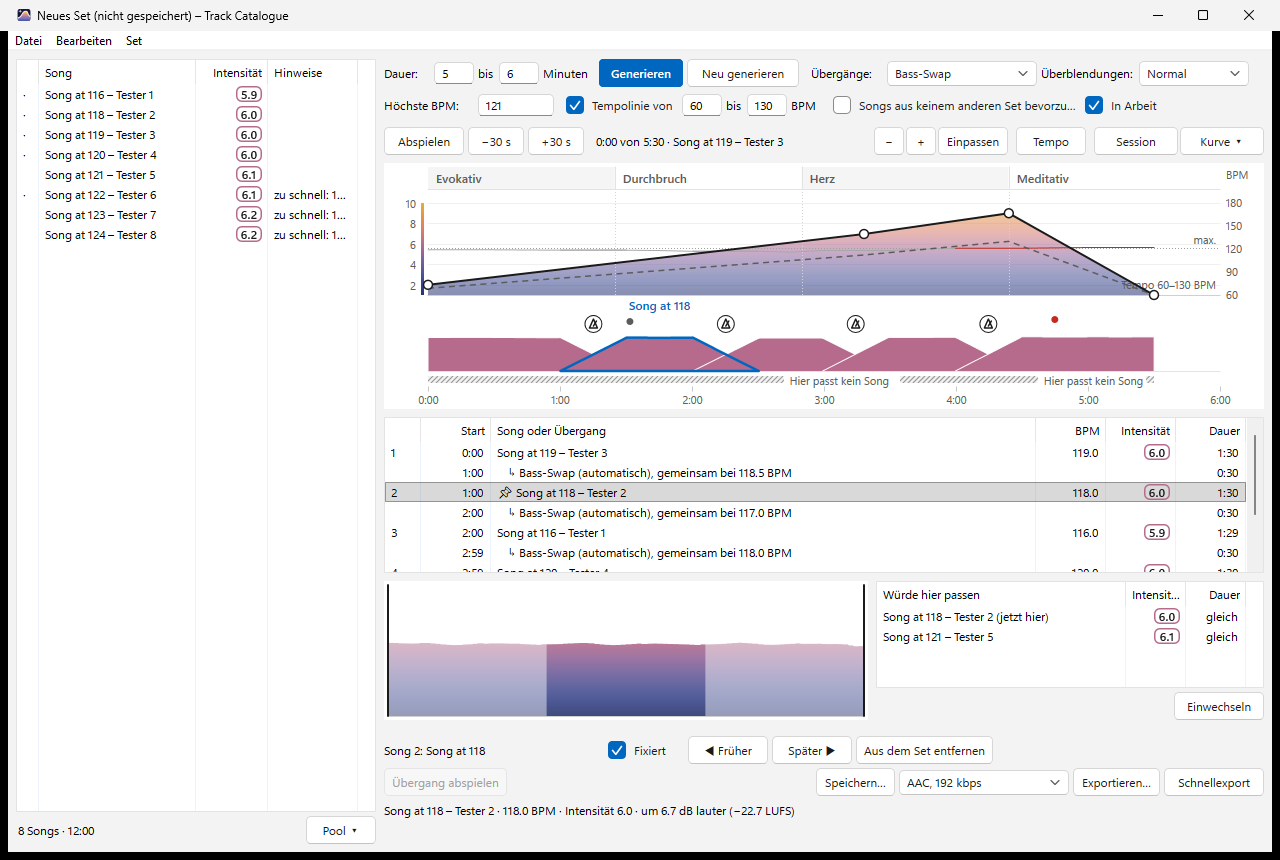 Neues Set (nicht gespeichert) – Track Catalogue
Datei Bearbeiten Set
Song Intensität Hinweise
· Song at 116 – Tester 1 5.9
· Song at 118 – Tester 2 6.0
· Song at 119 – Tester 3 6.0
· Song at 120 – Tester 4 6.0
Song at 121 – Tester 5 6.1
· Song at 122 – Tester 6 6.1 zu schnell: 1...
Song at 123 – Tester 7 6.2 zu schnell: 1...
Song at 124 – Tester 8 6.2 zu schnell: 1...
8 Songs · 12:00
Pool
Dauer: 5 bis 6 Minuten Generieren Neu generieren Übergänge: Bass-Swap Überblendungen: Normal
Höchste BPM: 121 Tempolinie von 60 bis 130 BPM Songs aus keinem anderen Set bevorzu... In Arbeit
Abspielen −30 s +30 s 0:00 von 5:30 · Song at 119 – Tester 3 − + Einpassen Tempo Session Kurve
Evokativ Durchbruch Herz Meditativ BPM
10 180
8 150
max.
6 120
4 90
2 Tempo 60–130 BPM 60
Song at 118
Hier passt kein Song Hier passt kein Song
0:00 1:00 2:00 3:00 4:00 5:00 6:00
Start Song oder Übergang BPM Intensität Dauer
1 0:00 Song at 119 – Tester 3 119.0 6.0 1:30
1:00 ↳ Bass-Swap (automatisch), gemeinsam bei 118.5 BPM 0:30
2 1:00 Song at 118 – Tester 2 118.0 6.0 1:30
2:00 ↳ Bass-Swap (automatisch), gemeinsam bei 117.0 BPM 0:30
3 2:00 Song at 116 – Tester 1 116.0 5.9 1:29
2:59 ↳ Bass-Swap (automatisch), gemeinsam bei 118.0 BPM 0:30
4 2:59 Song at 120 – Tester 4 120.0 6.0 1:30
Würde hier passen Intensit... Dauer
Song at 118 – Tester 2 (jetzt hier) 6.0 gleich
Song at 121 – Tester 5 6.1 gleich
Einwechseln
Song 2: Song at 118 Fixiert ◀ Früher Später ▶ Aus dem Set entfernen
Übergang abspielen Speichern... AAC, 192 kbps Exportieren... Schnellexport
Song at 118 – Tester 2 · 118.0 BPM · Intensität 6.0 · um 6.7 dB lauter (−22.7 LUFS)